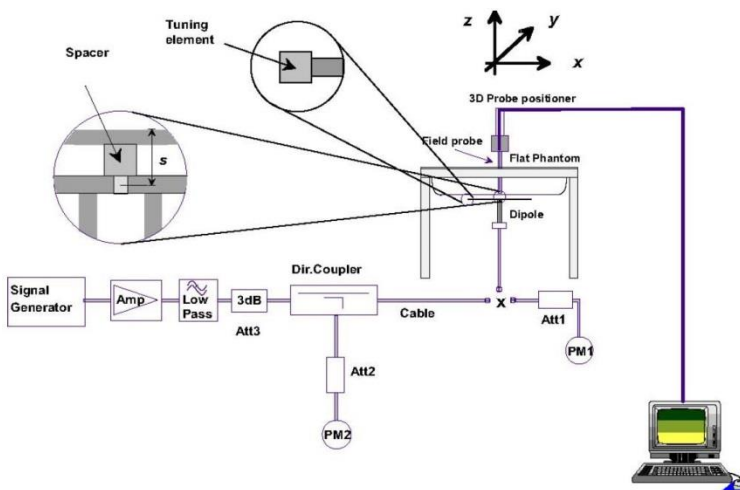 Tuning
element
Spacer
s
z
y
x
3D Probe positioner
Field probe
Flat Phantom
Dipole
Signal
Generator
Amp
Low
Pass
3dB
Att3
Dir.Coupler
Cable
x
Att1
PM1
Att2
PM2